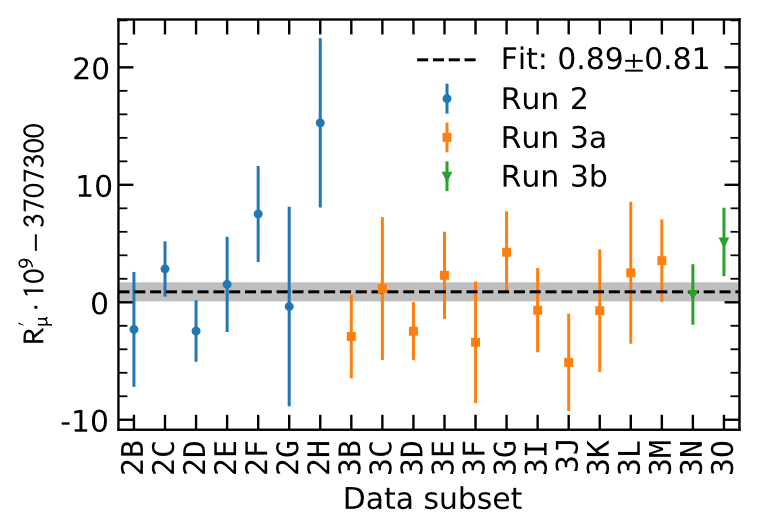 20
10
0
-10
R′μ · 10⁹ − 3707300
Fit: 0.89±0.81
Run 2
Run 3a
Run 3b
2B 2C 2D 2E 2F 2G 2H 3B 3C 3D 3E 3F 3G 3I 3J 3K 3L 3M 3N 3O
Data subset